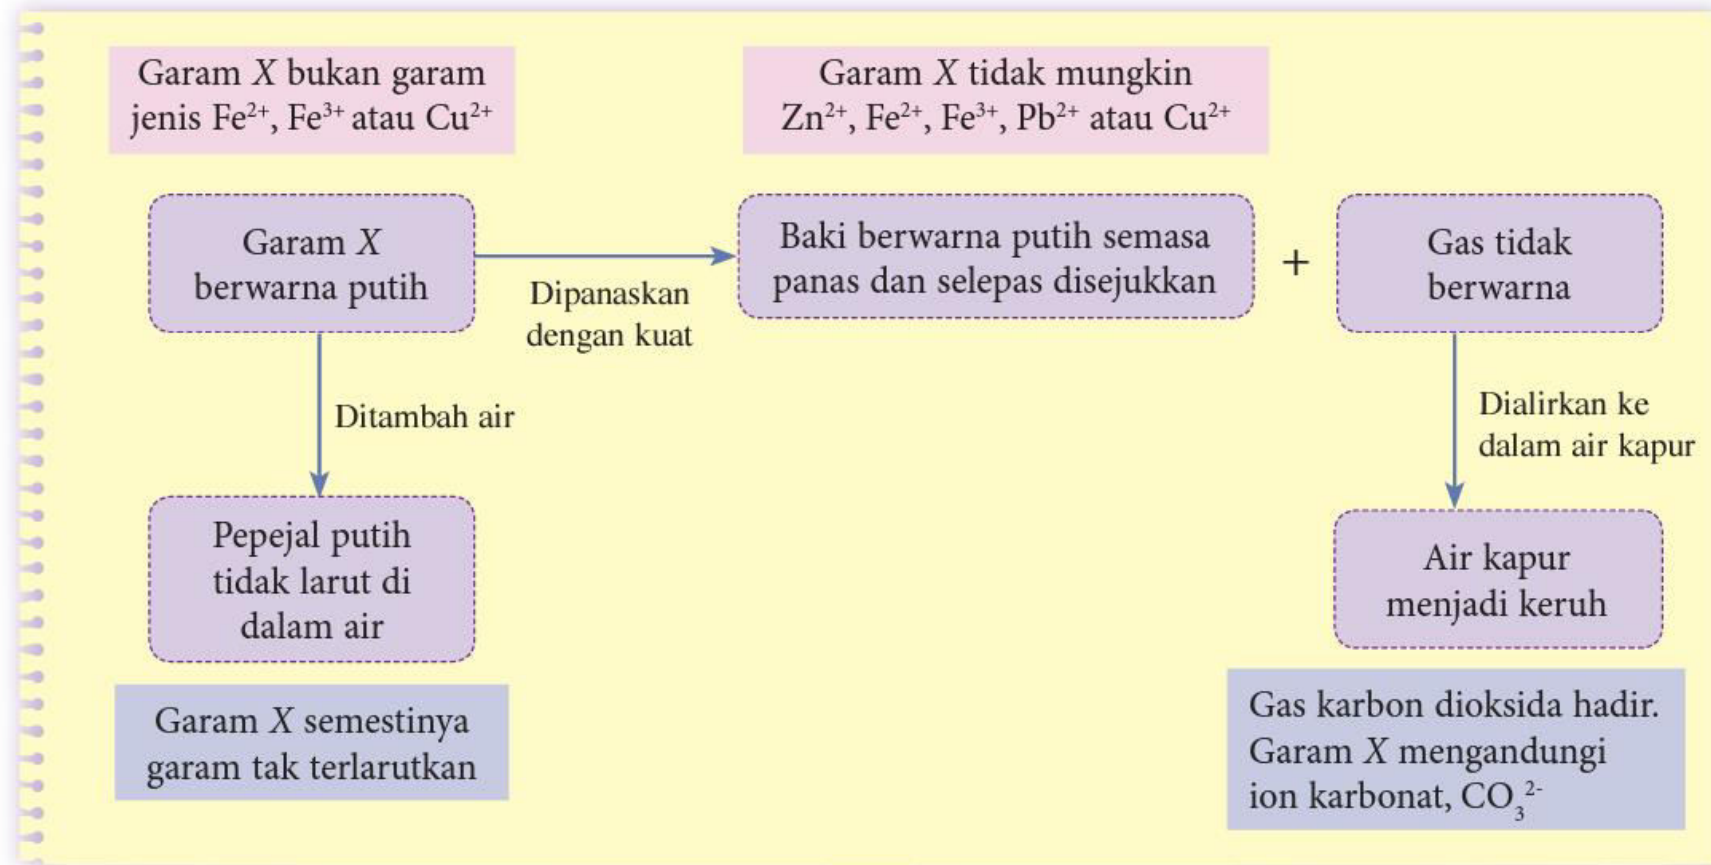 Garam X bukan garam
jenis Fe²⁺, Fe³⁺ atau Cu²⁺
Garam X tidak mungkin
Zn²⁺, Fe²⁺, Fe³⁺, Pb²⁺ atau Cu²⁺
Garam X
berwarna putih
Dipanaskan
dengan kuat
Baki berwarna putih semasa
panas dan selepas disejukkan
+
Gas tidak
berwarna
Ditambah air
Dialirkan ke
dalam air kapur
Pepejal putih
tidak larut di
dalam air
Air kapur
menjadi keruh
Garam X semestinya
garam tak terlarutkan
Gas karbon dioksida hadir.
Garam X mengandungi
ion karbonat, CO₃²⁻